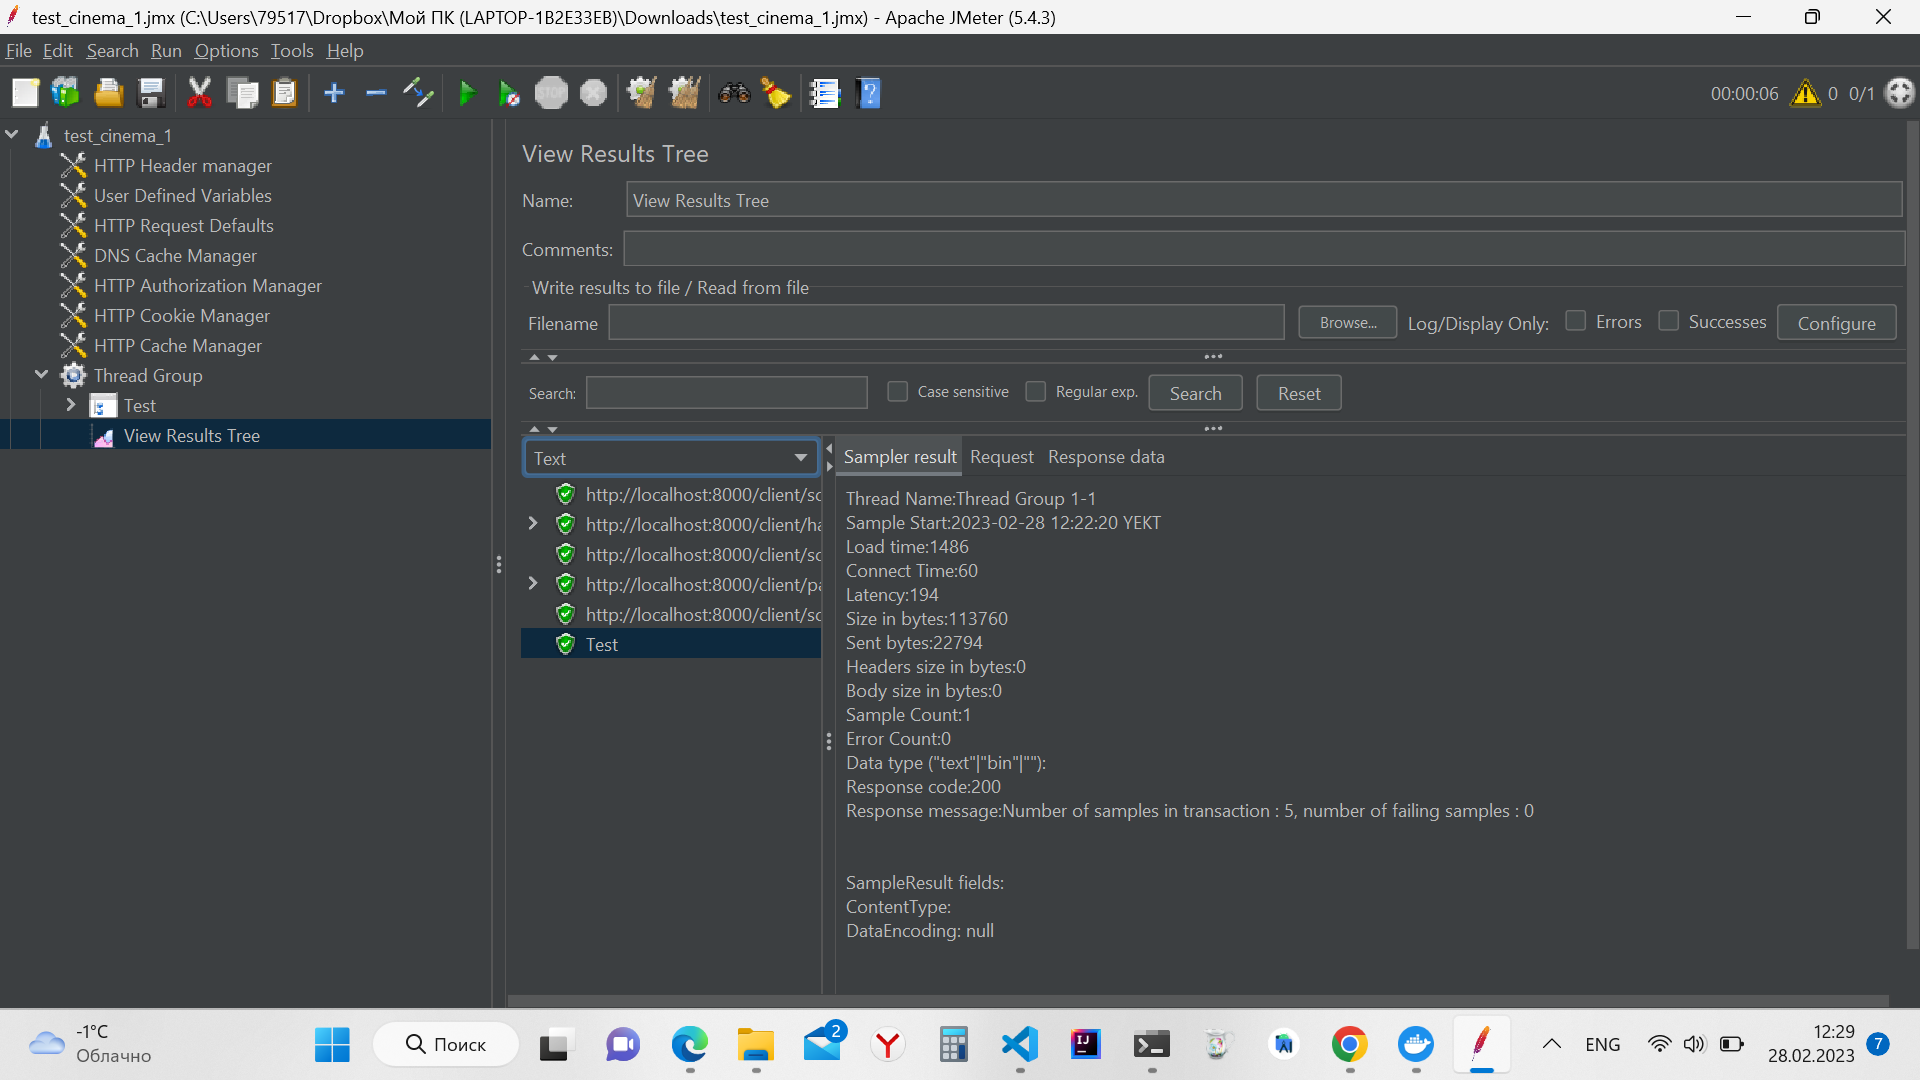 test_cinema_1.jmx (C:\Users\79517\Dropbox\Мой ПК (LAPTOP-1B2E33EB)\Downloads\test_cinema_1.jmx) - Apache JMeter (5.4.3)
File Edit Search Run Options Tools Help
STOP
00:00:06 0 0/1
test_cinema_1
HTTP Header manager
User Defined Variables
HTTP Request Defaults
DNS Cache Manager
HTTP Authorization Manager
HTTP Cookie Manager
HTTP Cache Manager
Thread Group
Test
View Results Tree
View Results Tree
Name: View Results Tree
Comments:
Write results to file / Read from file
Filename Browse... Log/Display Only: Errors Successes Configure
Search: Case sensitive Regular exp. Search Reset
Text
http://localhost:8000/client/sc
http://localhost:8000/client/ha
http://localhost:8000/client/sc
http://localhost:8000/client/pa
http://localhost:8000/client/sc
Test
Sampler result Request Response data
Thread Name:Thread Group 1-1
Sample Start:2023-02-28 12:22:20 YEKT
Load time:1486
Connect Time:60
Latency:194
Size in bytes:113760
Sent bytes:22794
Headers size in bytes:0
Body size in bytes:0
Sample Count:1
Error Count:0
Data type ("text"|"bin"|""):
Response code:200
Response message:Number of samples in transaction : 5, number of failing samples : 0
SampleResult fields:
ContentType:
DataEncoding: null
-1°C
Облачно
Поиск
2
IJ
ENG
12:29
28.02.2023
7